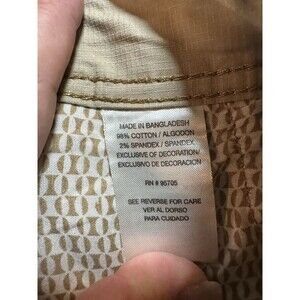 MADE IN BANGLADESH
98% COTTON / ALGODON
2% SPANDEX / SPANDEX
EXCLUSIVE OF DECORATION/
EXCLUSIVO DE DECORACION
RN # 95705
SEE REVERSE FOR CARE
VER AL DORSO
PARA CUIDADO